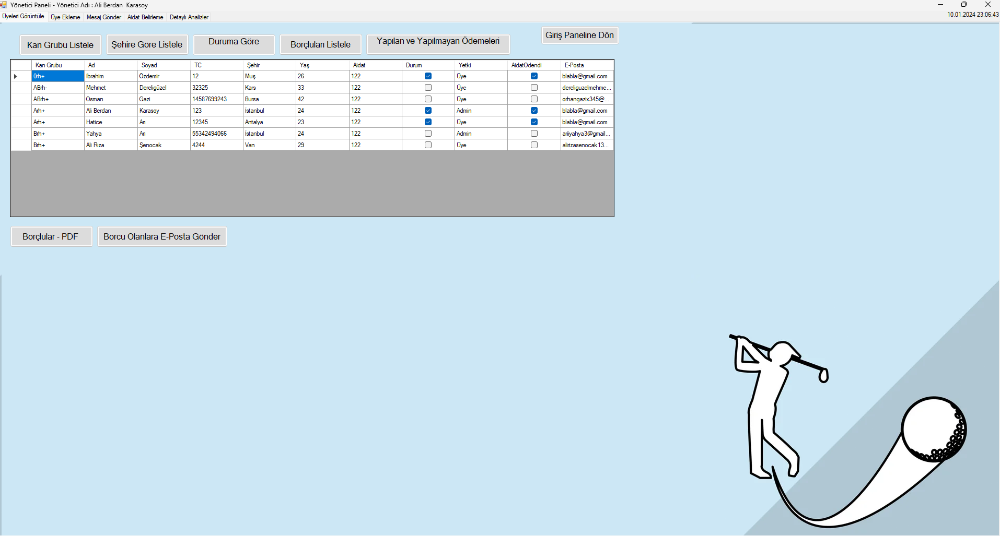 Yönetici Paneli - Yönetici Adı : Ali Berdan  Karasoy
Üyeleri Görüntüle Üye Ekleme Mesaj Gönder Aidat Belirleme Detaylı Analizler
10.01.2024 23:06:43
Kan Grubu Listele Şehire Göre Listele Duruma Göre Borçluları Listele Yapılan ve Yapılmayan Ödemeleri Giriş Paneline Dön
Kan Grubu Ad Soyad TC Şehir Yaş Aidat Durum Yetki AidatOdendi E-Posta
0rh+ İbrahim Özdemir 12 Muş 26 122 Üye blabla@gmail.com
ABrh- Mehmet Dereligüzel 32325 Kars 33 122 Üye dereliguzelmehme...
ABrh+ Osman Gazi 14587699243 Bursa 42 122 Üye orhangazix345@...
Arh+ Ali Berdan Karasoy 123 İstanbul 24 122 Admin blabla@gmail.com
Arh+ Hatice Arı 12345 Antalya 23 122 Üye blabla@gmail.com
Brh+ Yahya Arı 55342494066 İstanbul 24 122 Admin ariiyahya3@gmail...
Brh+ Ali Rıza Şenocak 4244 Van 29 122 Üye alirizasenocak13...
Borçlular - PDF Borcu Olanlara E-Posta Gönder